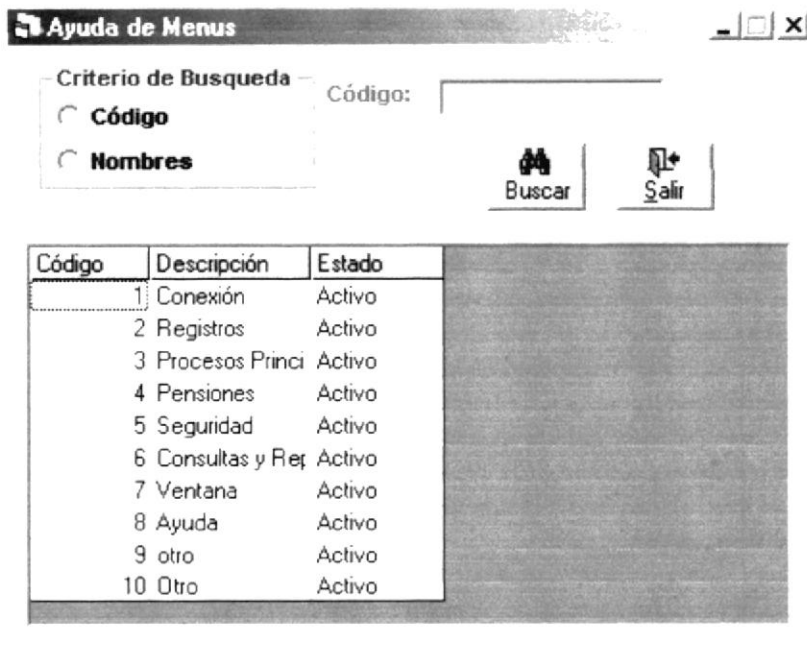 Ayuda de Menus
Criterio de Busqueda
Código:
Código
Nombres
Buscar
Salir
Código Descripción Estado
1 Conexión Activo
2 Registros Activo
3 Procesos Princi Activo
4 Pensiones Activo
5 Seguridad Activo
6 Consultas y Rep Activo
7 Ventana Activo
8 Ayuda Activo
9 otro Activo
10 Otro Activo